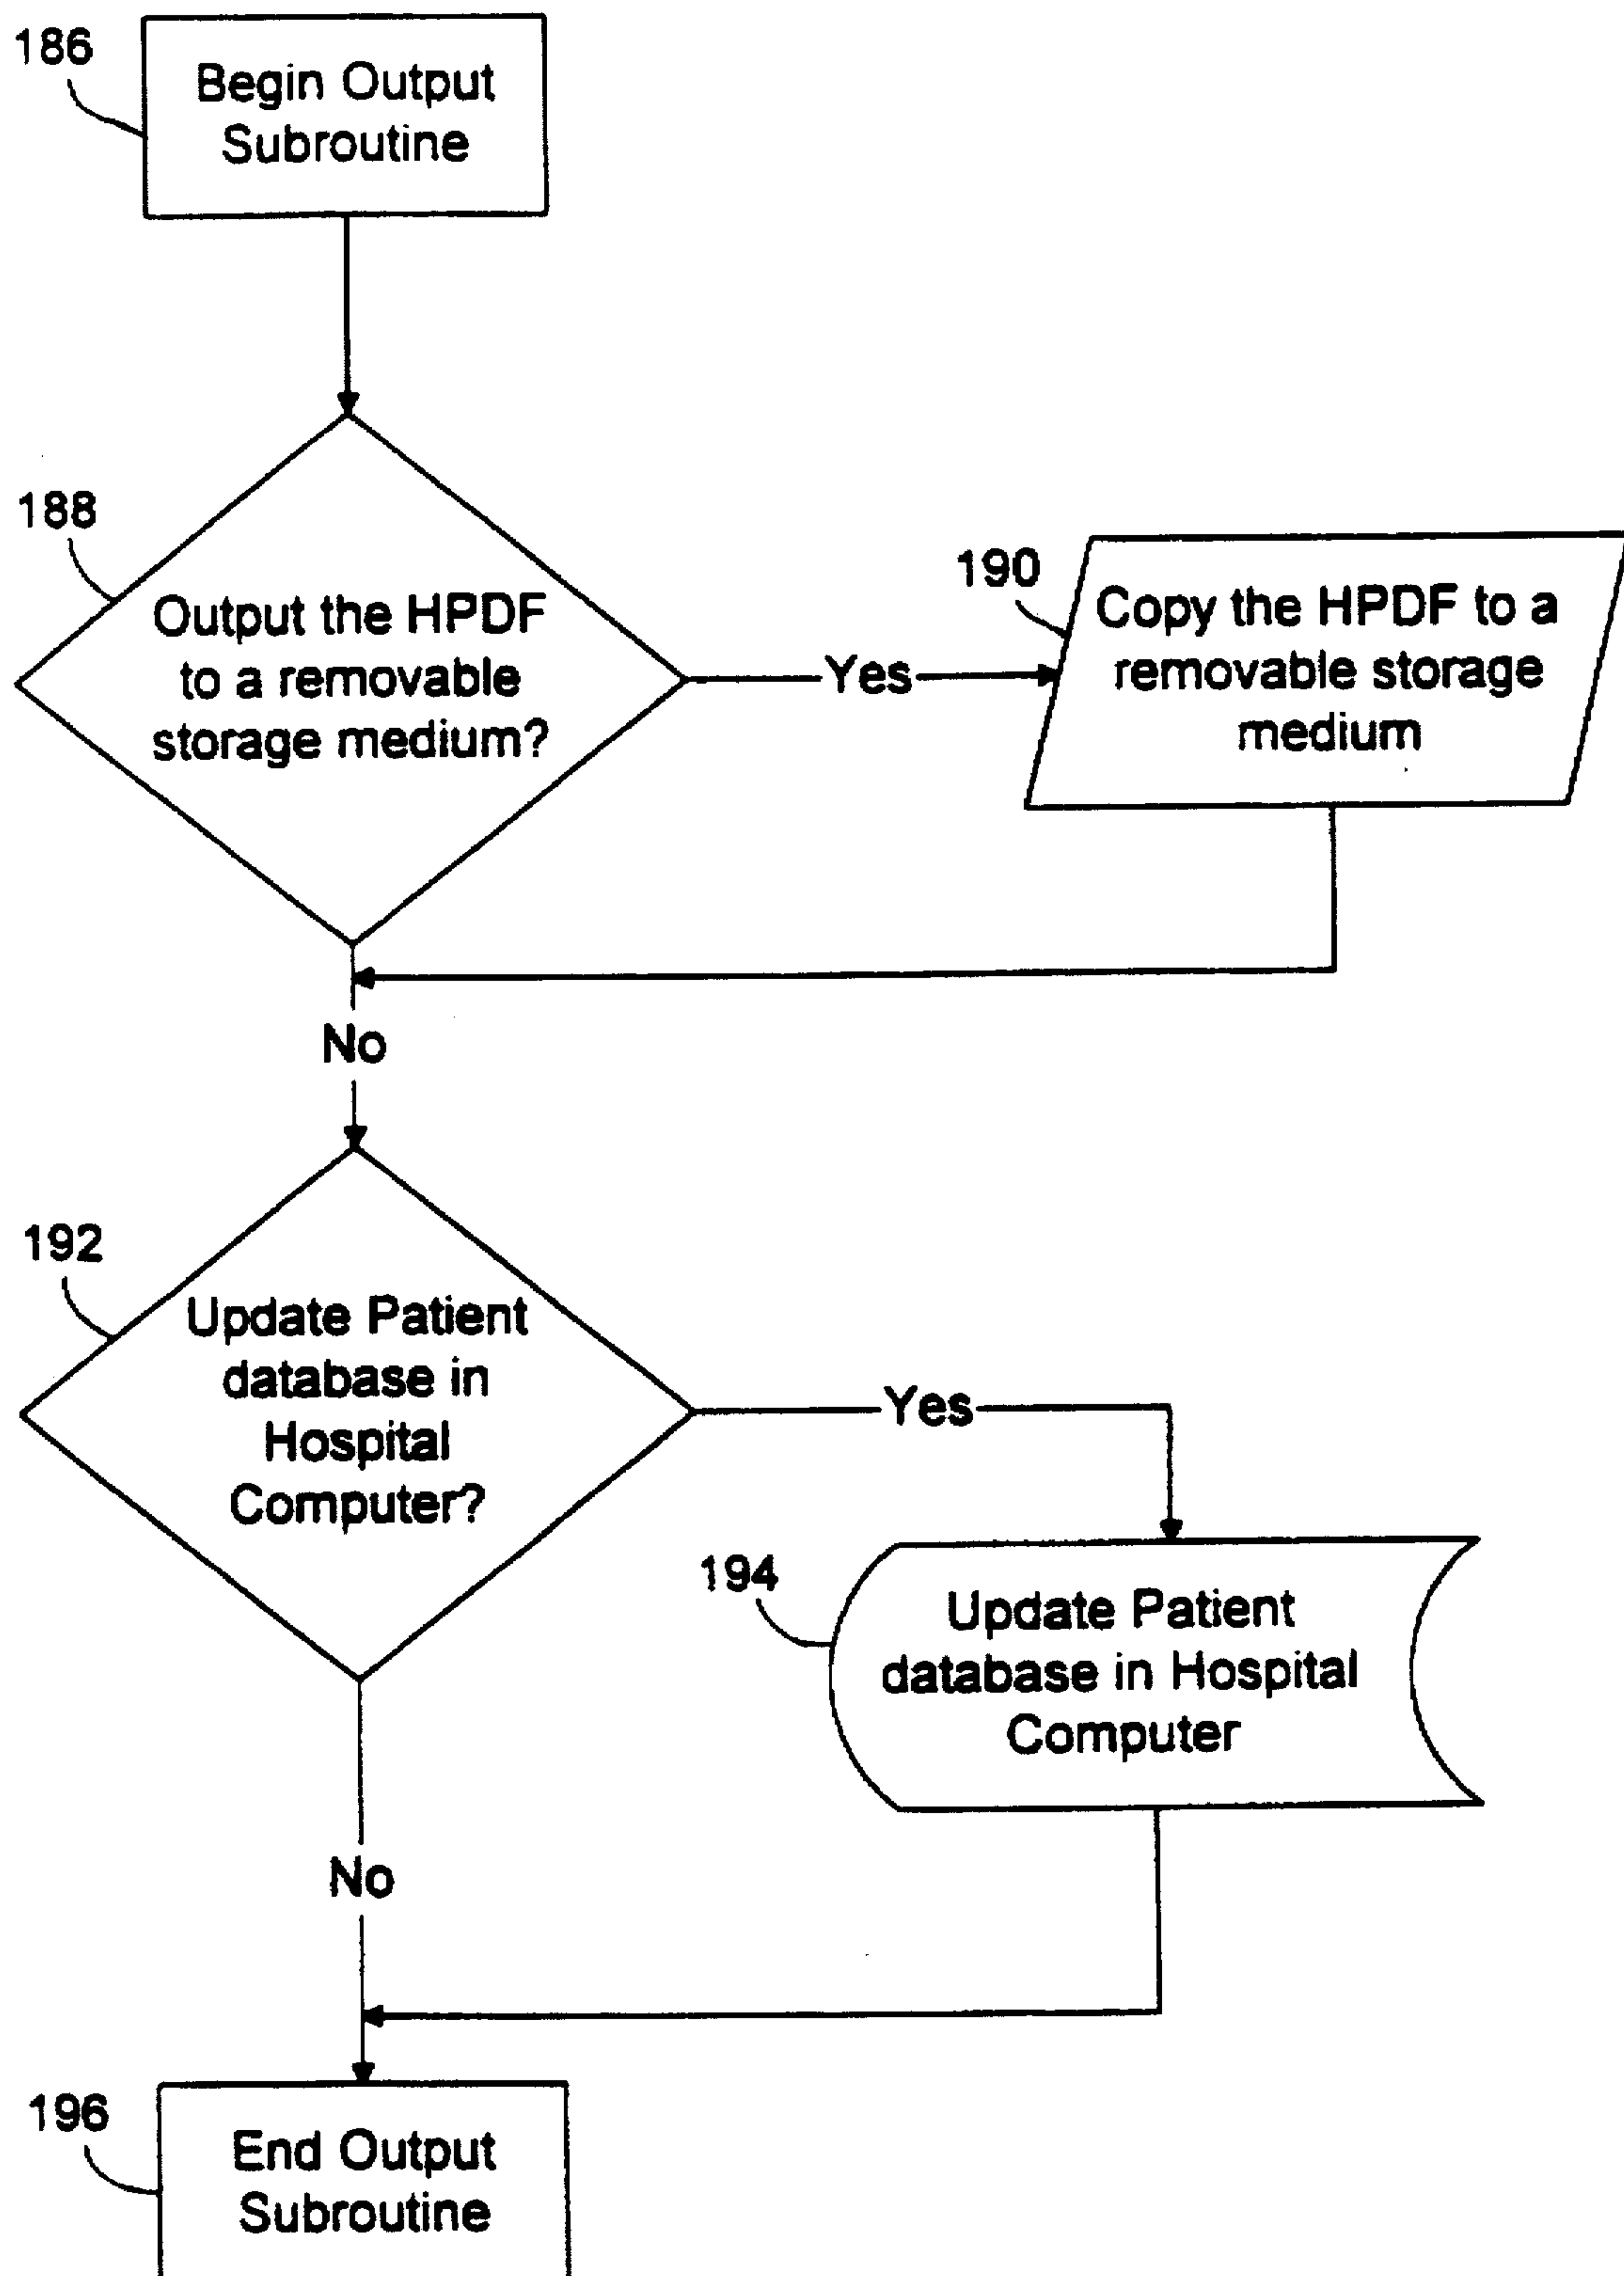 186
Begin Output
Subroutine
188
Output the HPDF
to a removable
storage medium?
Yes
190
Copy the HPDF to a
removable storage
medium
No
192
Update Patient
database in
Hospital
Computer?
Yes
194
Update Patient
database in Hospital
Computer
No
196
End Output
Subroutine